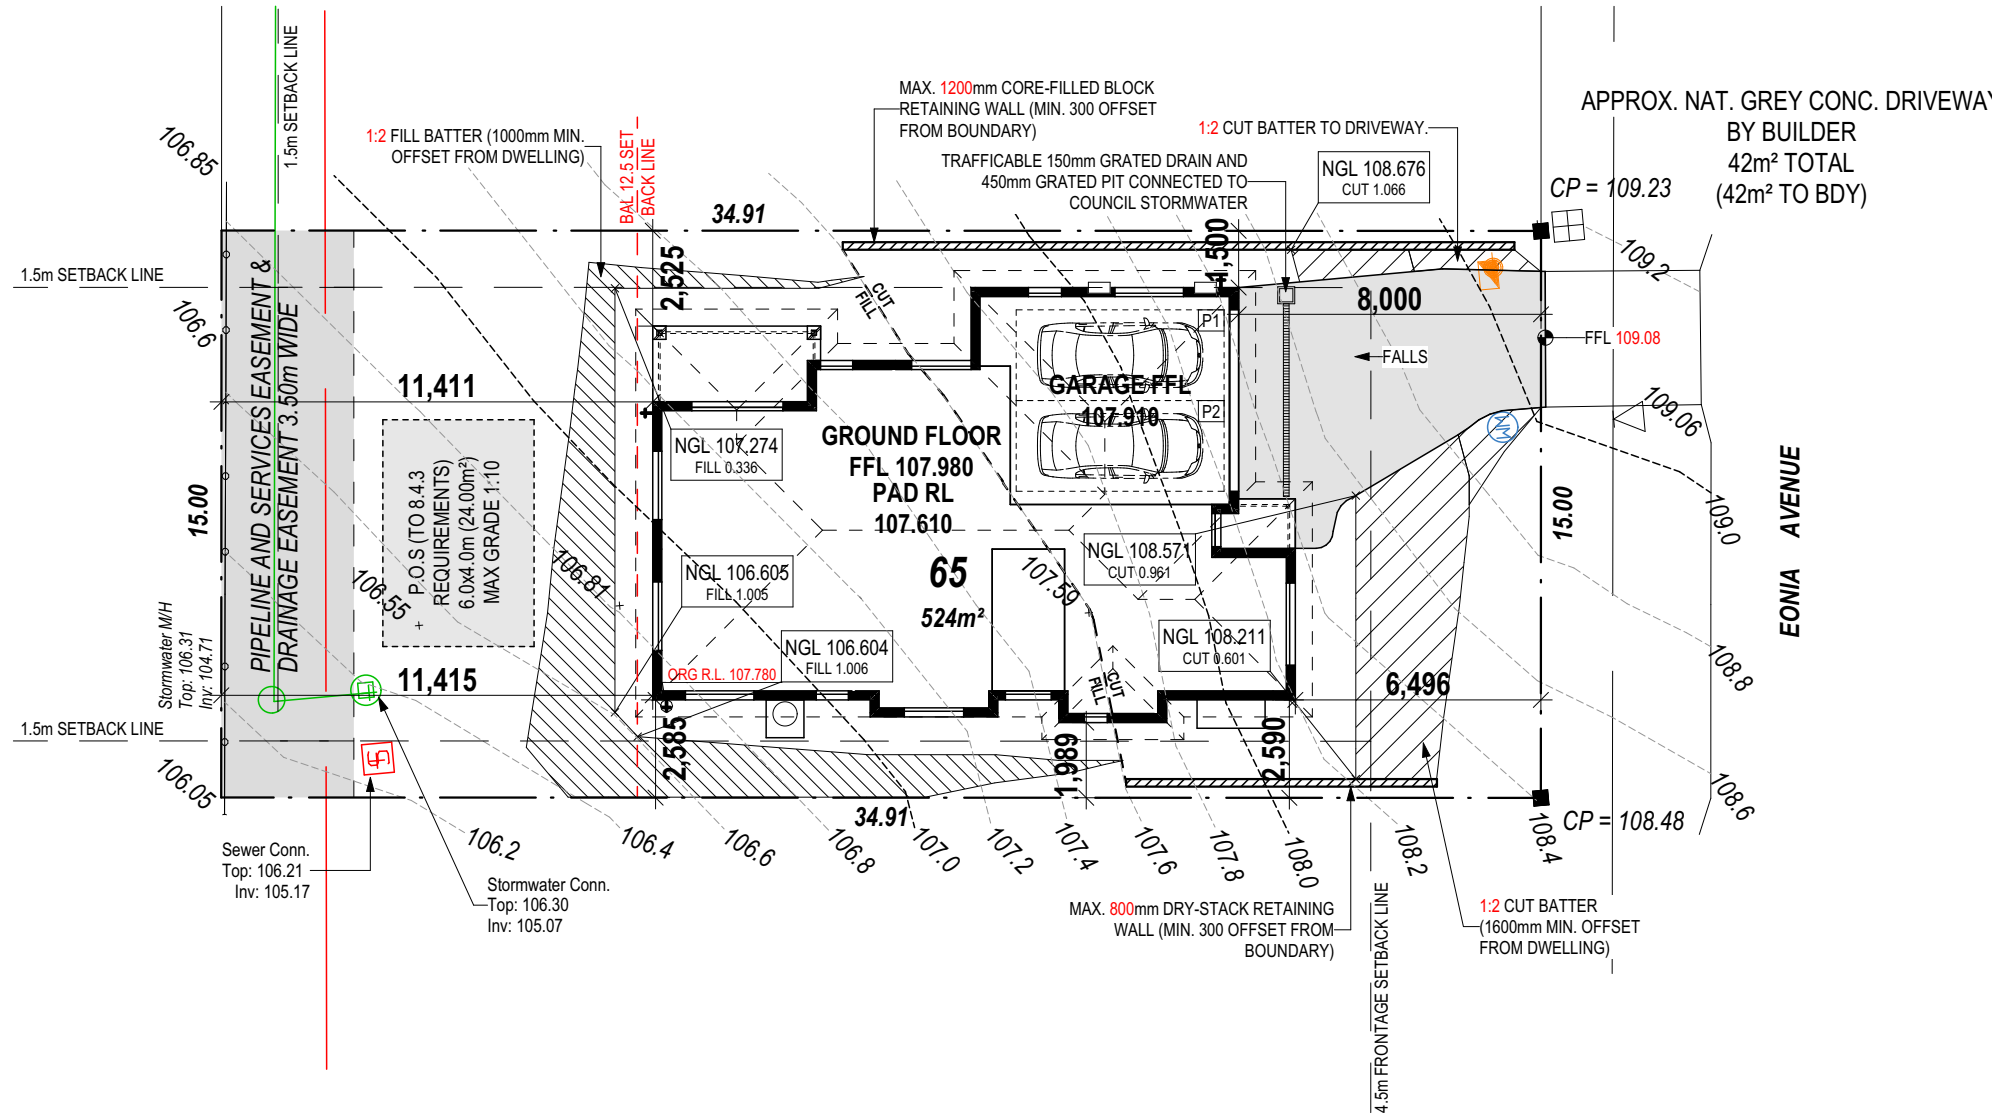 1.5m SETBACK LINE
106.85
1:2 FILL BATTER (1000mm MIN.
OFFSET FROM DWELLING)
BAL 12.5 SET
BACK LINE
34.91
MAX. 1200mm CORE-FILLED BLOCK
RETAINING WALL (MIN. 300 OFFSET
FROM BOUNDARY)
1:2 CUT BATTER TO DRIVEWAY.
TRAFFICABLE 150mm GRATED DRAIN AND
450mm GRATED PIT CONNECTED TO
COUNCIL STORMWATER
NGL 108.676
CUT 1.066
APPROX. NAT. GREY CONC. DRIVEWAY
BY BUILDER
42m² TOTAL
(42m² TO BDY)
CP = 109.23
109.2
1.5m SETBACK LINE
106.6
PIPELINE AND SERVICES EASEMENT &
DRAINAGE EASEMENT 3.50m WIDE
2,525
CUT
FILL
1,500
8,000
P1
FFL 109.08
FALLS
11,411
GARAGE FFL
107.910
P2
109.06
NGL 107.274
FILL 0.336
GROUND FLOOR
FFL 107.980
PAD RL
107.610
15.00
P.O.S (TO 8.4.3
REQUIREMENTS)
6.0x4.0m (24.00m²)
MAX GRADE 1:10
WM
15.00
109.0
EONIA AVENUE
106.55
106.81
NGL 106.605
FILL 1.005
65
524m²
107.59
NGL 108.571
CUT 0.961
NGL 106.604
FILL 1.006
NGL 108.211
CUT 0.601
Stormwater M/H
Top: 106.31
Inv: 104.71
11,415
ORG R.L. 107.780
CUT
FILL
6,496
108.8
1.5m SETBACK LINE
106.05
2,585
1,989
2,590
108.6
34.91
CP = 108.48
106.2
106.4
106.6
106.8
107.0
107.2
107.4
107.6
107.8
108.0
108.2
108.4
Sewer Conn.
Top: 106.21
Inv: 105.17
Stormwater Conn.
Top: 106.30
Inv: 105.07
MAX. 800mm DRY-STACK RETAINING
WALL (MIN. 300 OFFSET FROM
BOUNDARY)
4.5m FRONTAGE SETBACK LINE
1:2 CUT BATTER
(1600mm MIN. OFFSET
FROM DWELLING)